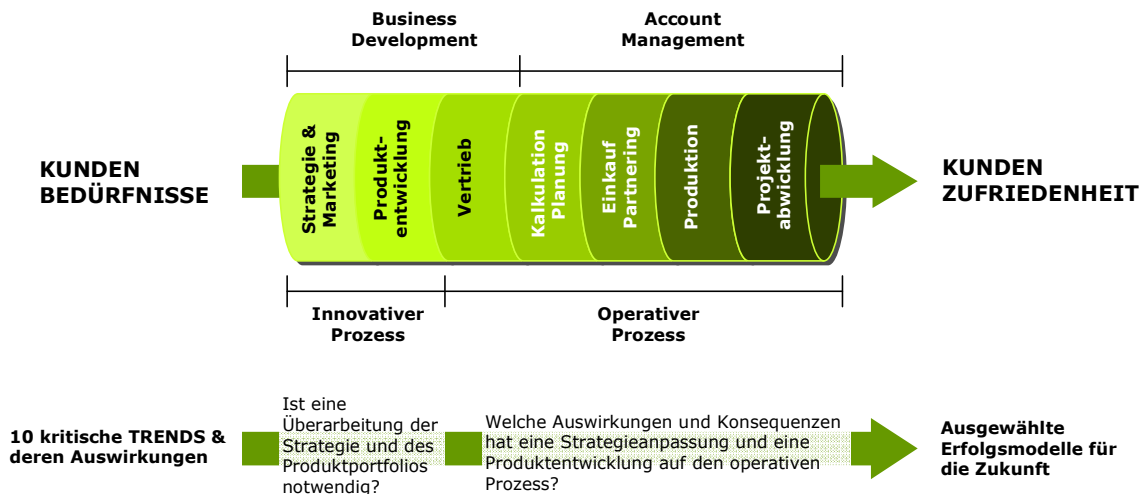 Business
Development
Account
Management
KUNDEN
BEDÜRFNISSE
Strategie &
Marketing
Produkt-
entwicklung
Vertrieb
Kalkulation
Planung
Einkauf
Partnering
Produktion
Projekt-
abwicklung
KUNDEN
ZUFRIEDENHEIT
Innovativer
Prozess
Operativer
Prozess
10 kritische TRENDS &
deren Auswirkungen
Ist eine
Überarbeitung der
Strategie und des
Produktportfolios
notwendig?
Welche Auswirkungen und Konsequenzen
hat eine Strategieanpassung und eine
Produktentwicklung auf den operativen
Prozess?
Ausgewählte
Erfolgsmodelle für
die Zukunft